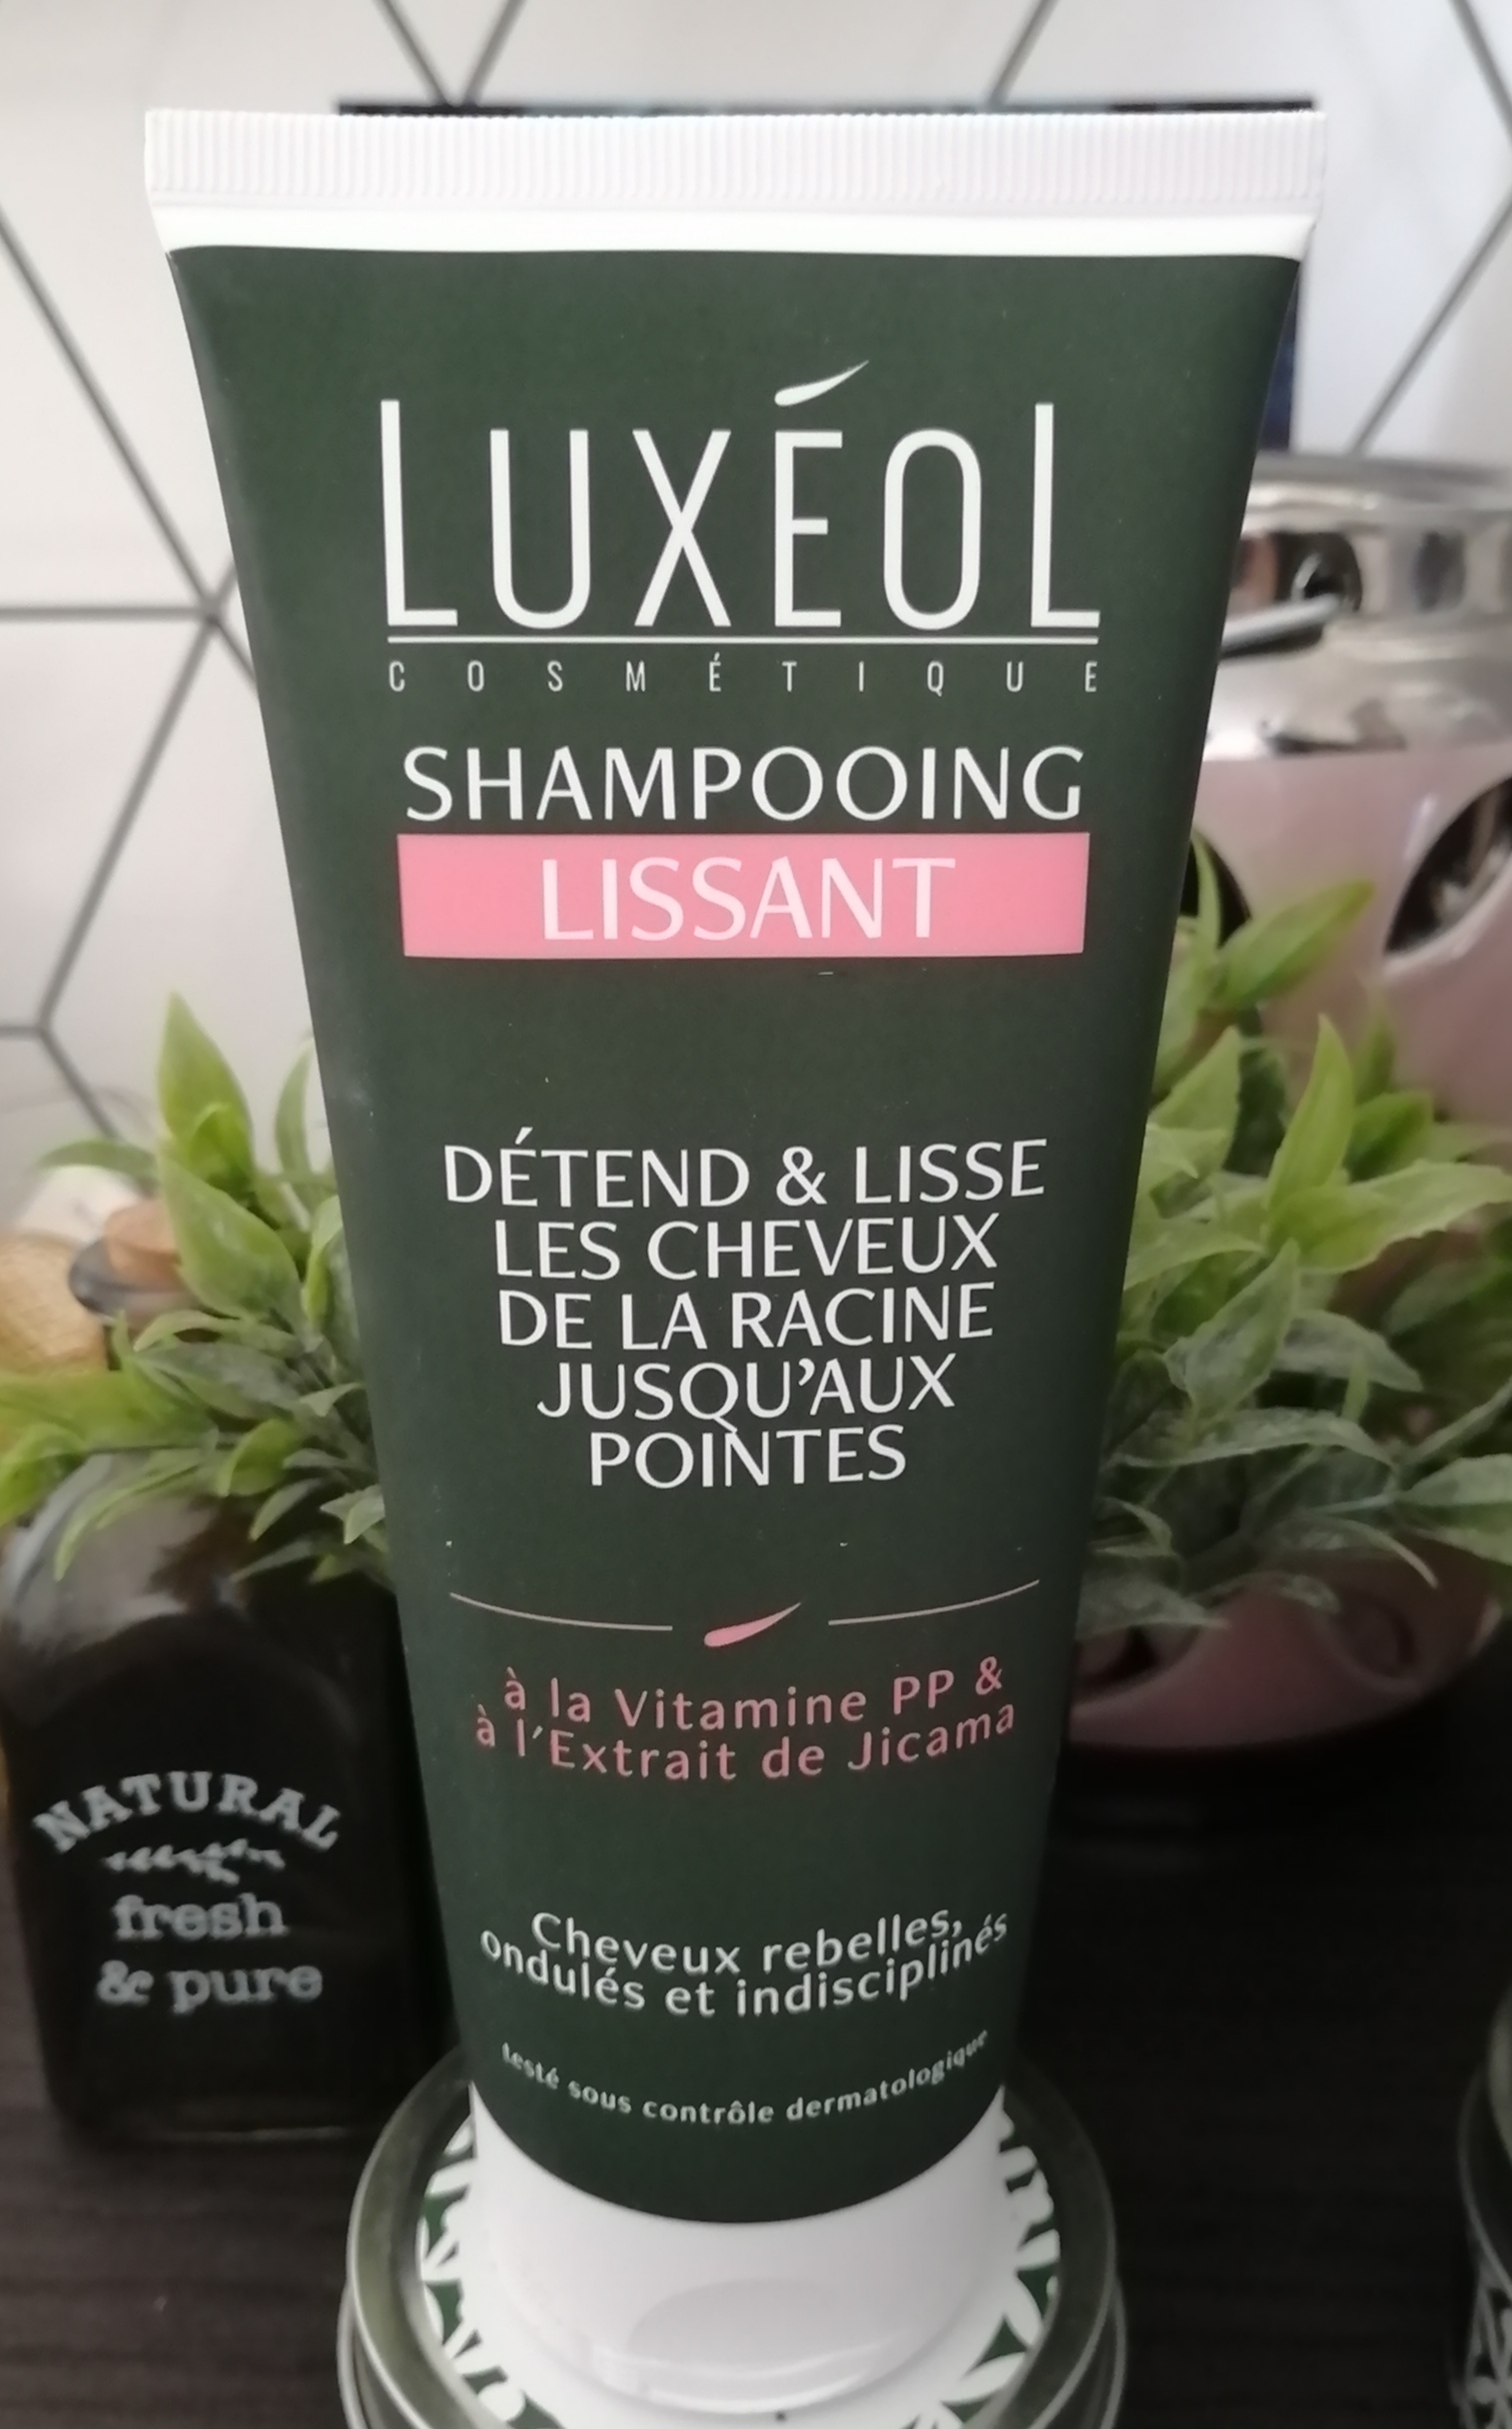 LUXÉOL
COSMÉTIQUE
SHAMPOOING
LISSANT
DÉTEND & LISSE
LES CHEVEUX
DE LA RACINE
JUSQU'AUX
POINTES
à la Vitamine PP &
à l'Extrait de Jicama
Cheveux rebelles,
ondulés et indisciplinés
testé sous contrôle dermatologique
NATURAL
fresh
& pure